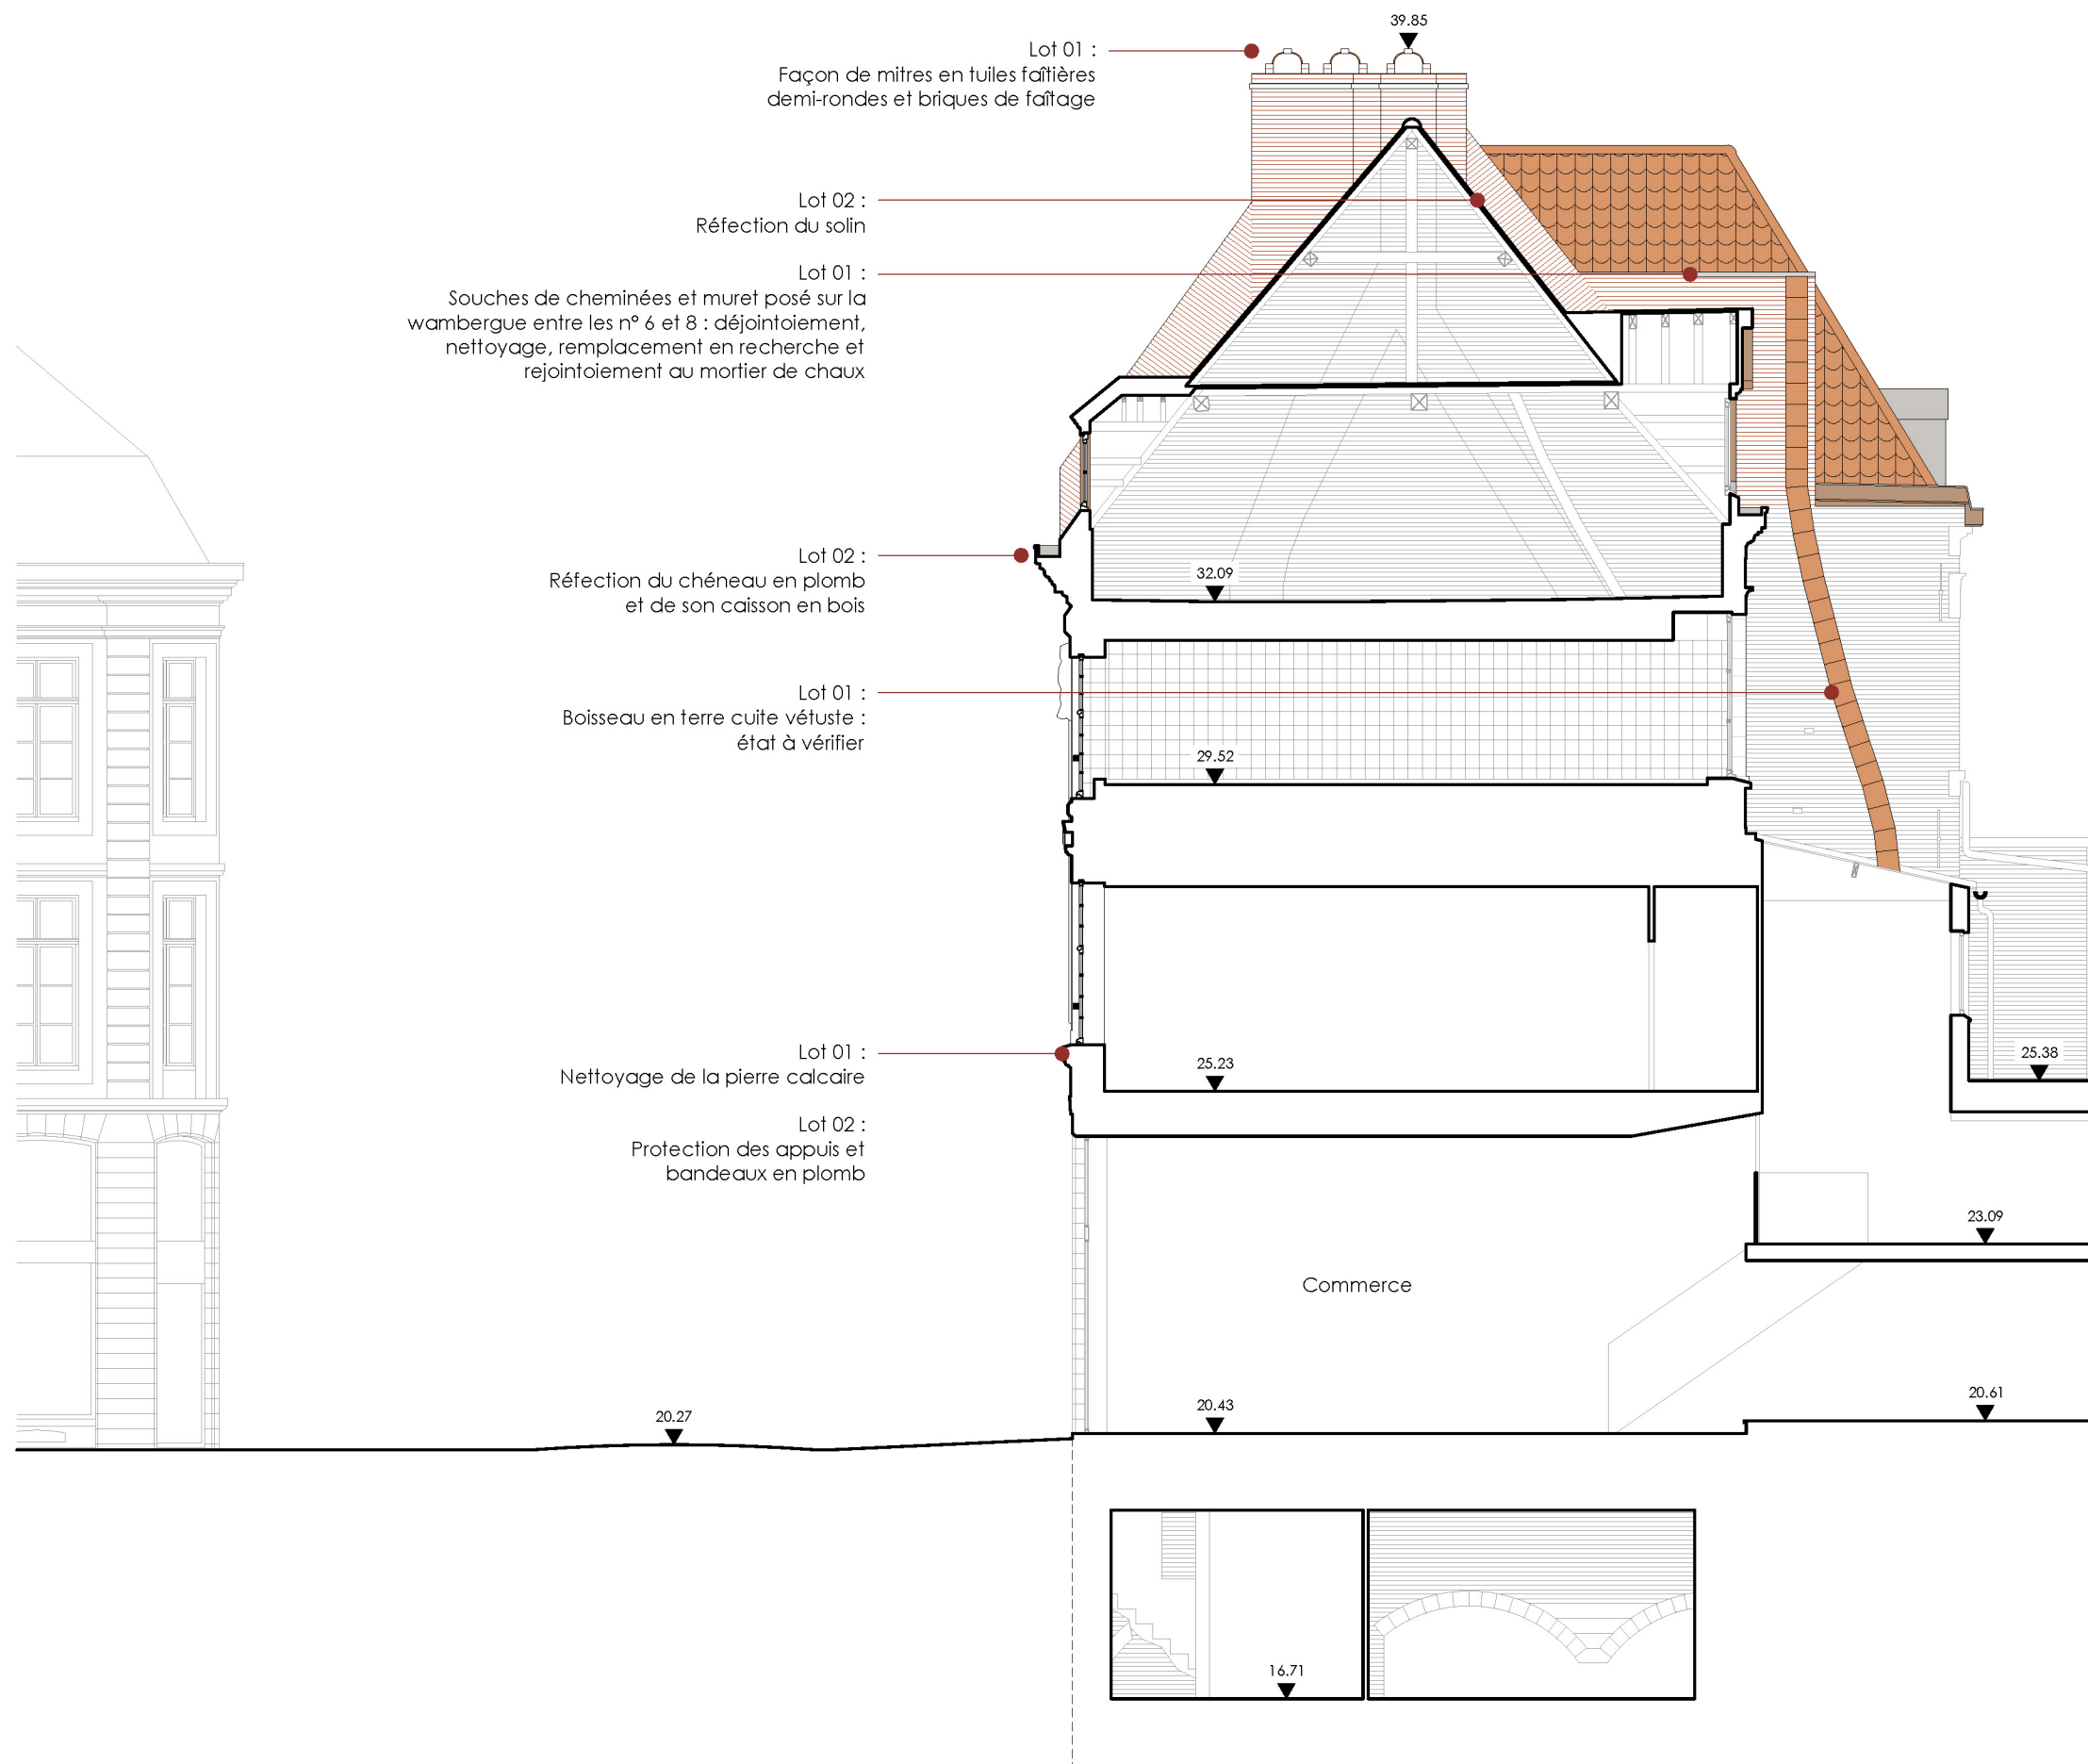 39.85
Lot 01 :
Façon de mitres en tuiles faîtières
demi-rondes et briques de faîtage
Lot 02 :
Réfection du solin
Lot 01 :
Souches de cheminées et muret posé sur la
wambergue entre les n° 6 et 8 : déjointoiement,
nettoyage, remplacement en recherche et
rejointoiement au mortier de chaux
Lot 02 :
Réfection du chéneau en plomb
et de son caisson en bois
32.09
Lot 01 :
Boisseau en terre cuite vétuste :
état à vérifier
29.52
Lot 01 :
Nettoyage de la pierre calcaire
25.23
25.38
Lot 02 :
Protection des appuis et
bandeaux en plomb
23.09
Commerce
20.27
20.43
20.61
16.71